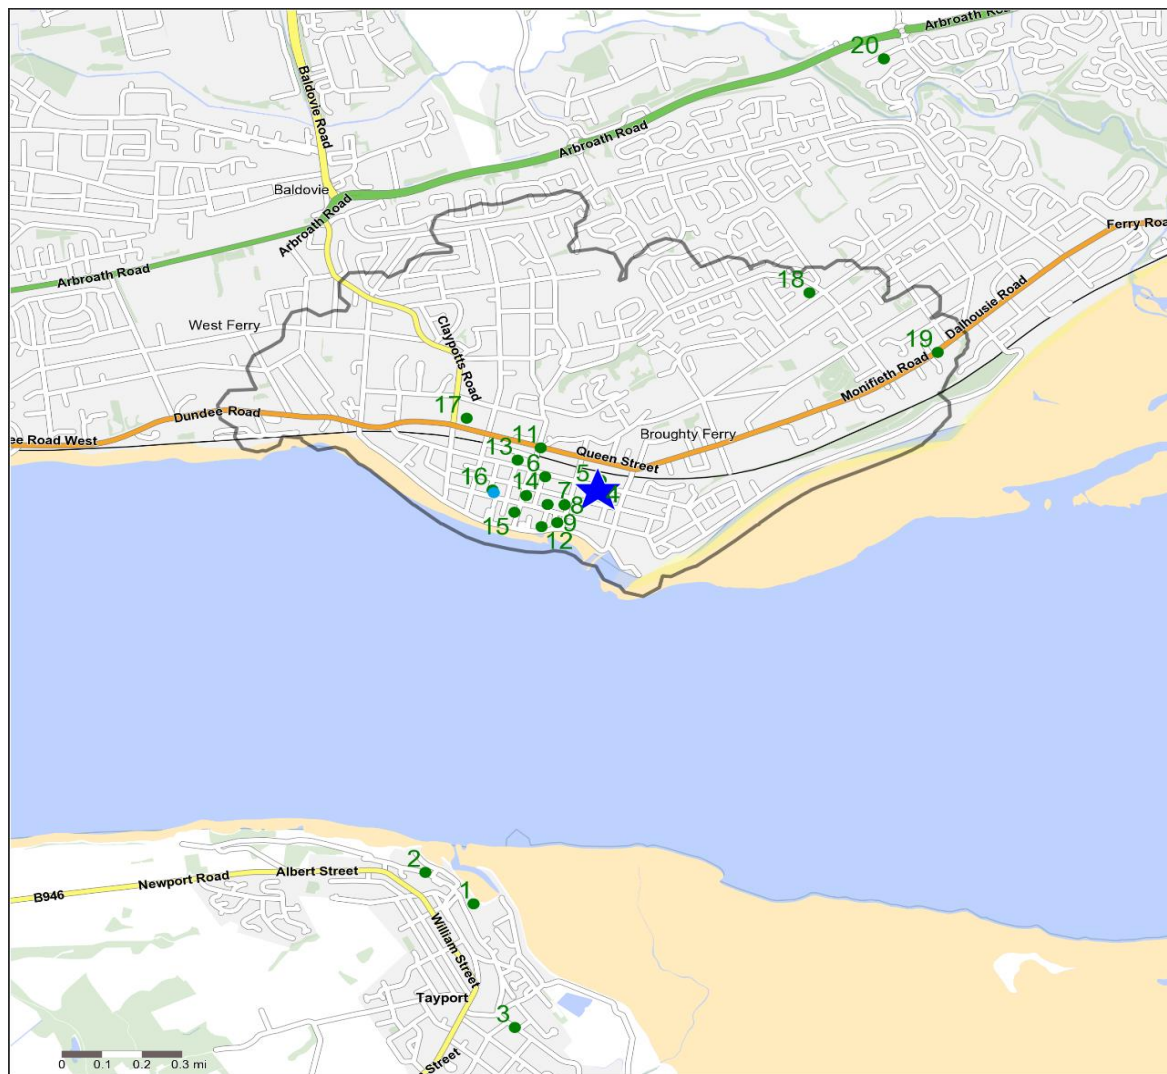 Arbroath Road
20
Baldovie Road
Arbroath Road
Baldovie
Arbroath Road
Ferry Roa
Arbroath Road
18
Dalhousie Road
West Ferry
Claypotts Road
19
Monifieth Road
Dundee Road
17
ee Road West
11
Broughty Ferry
13
Queen Street
6
5
16
14
4
7
8
15
9
12
2
Albert Street
Newport Road
1
B946
William Street
Tayport
3
Street
0 0.1 0.2 0.3 mi